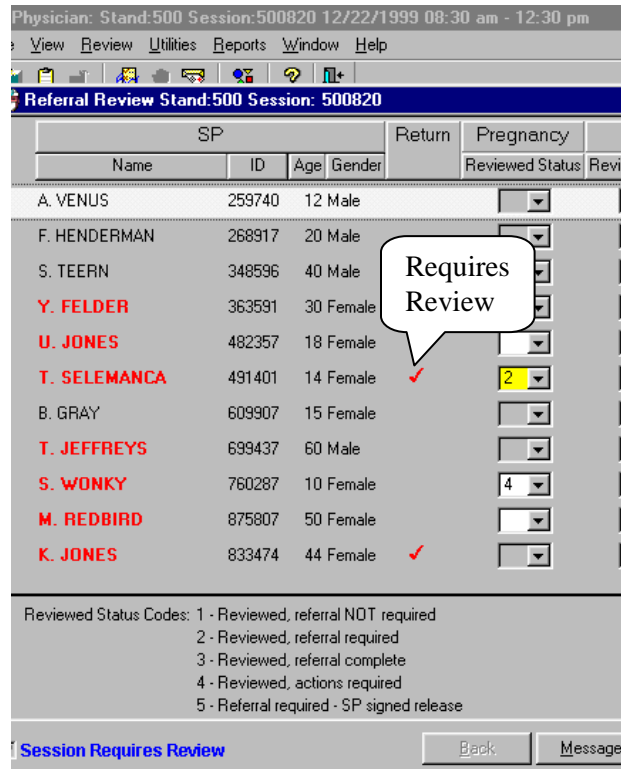 Physician: Stand:500 Session:500820 12/22/1999 08:30 am - 12:30 pm
View Review Utilities Reports Window Help
Referral Review Stand:500 Session: 500820
SP Return Pregnancy
Name ID Age Gender Reviewed Status Revi
A. VENUS 259740 12 Male
F. HENDERMAN 268917 20 Male
S. TEERN 348596 40 Male
Y. FELDER 363591 30 Female
U. JONES 482357 18 Female
T. SELEMANCA 491401 14 Female ✓ 2
B. GRAY 609907 15 Female
T. JEFFREYS 699437 60 Male
S. WONKY 760287 10 Female 4
M. REDBIRD 875807 50 Female
K. JONES 833474 44 Female ✓
Requires
Review
Reviewed Status Codes: 1 - Reviewed, referral NOT required
2 - Reviewed, referral required
3 - Reviewed, referral complete
4 - Reviewed, actions required
5 - Referral required - SP signed release
Session Requires Review Back Message